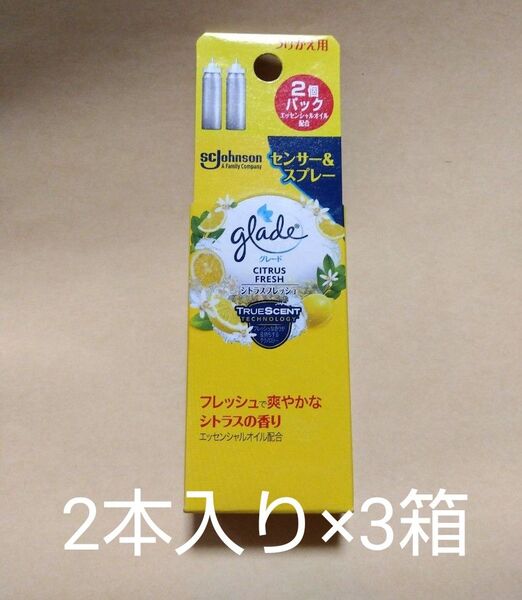 つけかえ用
2個
パック
エッセンシャルオイル
配合
SCJohnson
A Family Company
センサー&
スプレー
glade
グレード
CITRUS
FRESH
シトラスフレッシュ
TRUESCENT
TECHNOLOGY
フレッシュで爽やかな
シトラスの香り
エッセンシャルオイル配合
2本入り×3箱